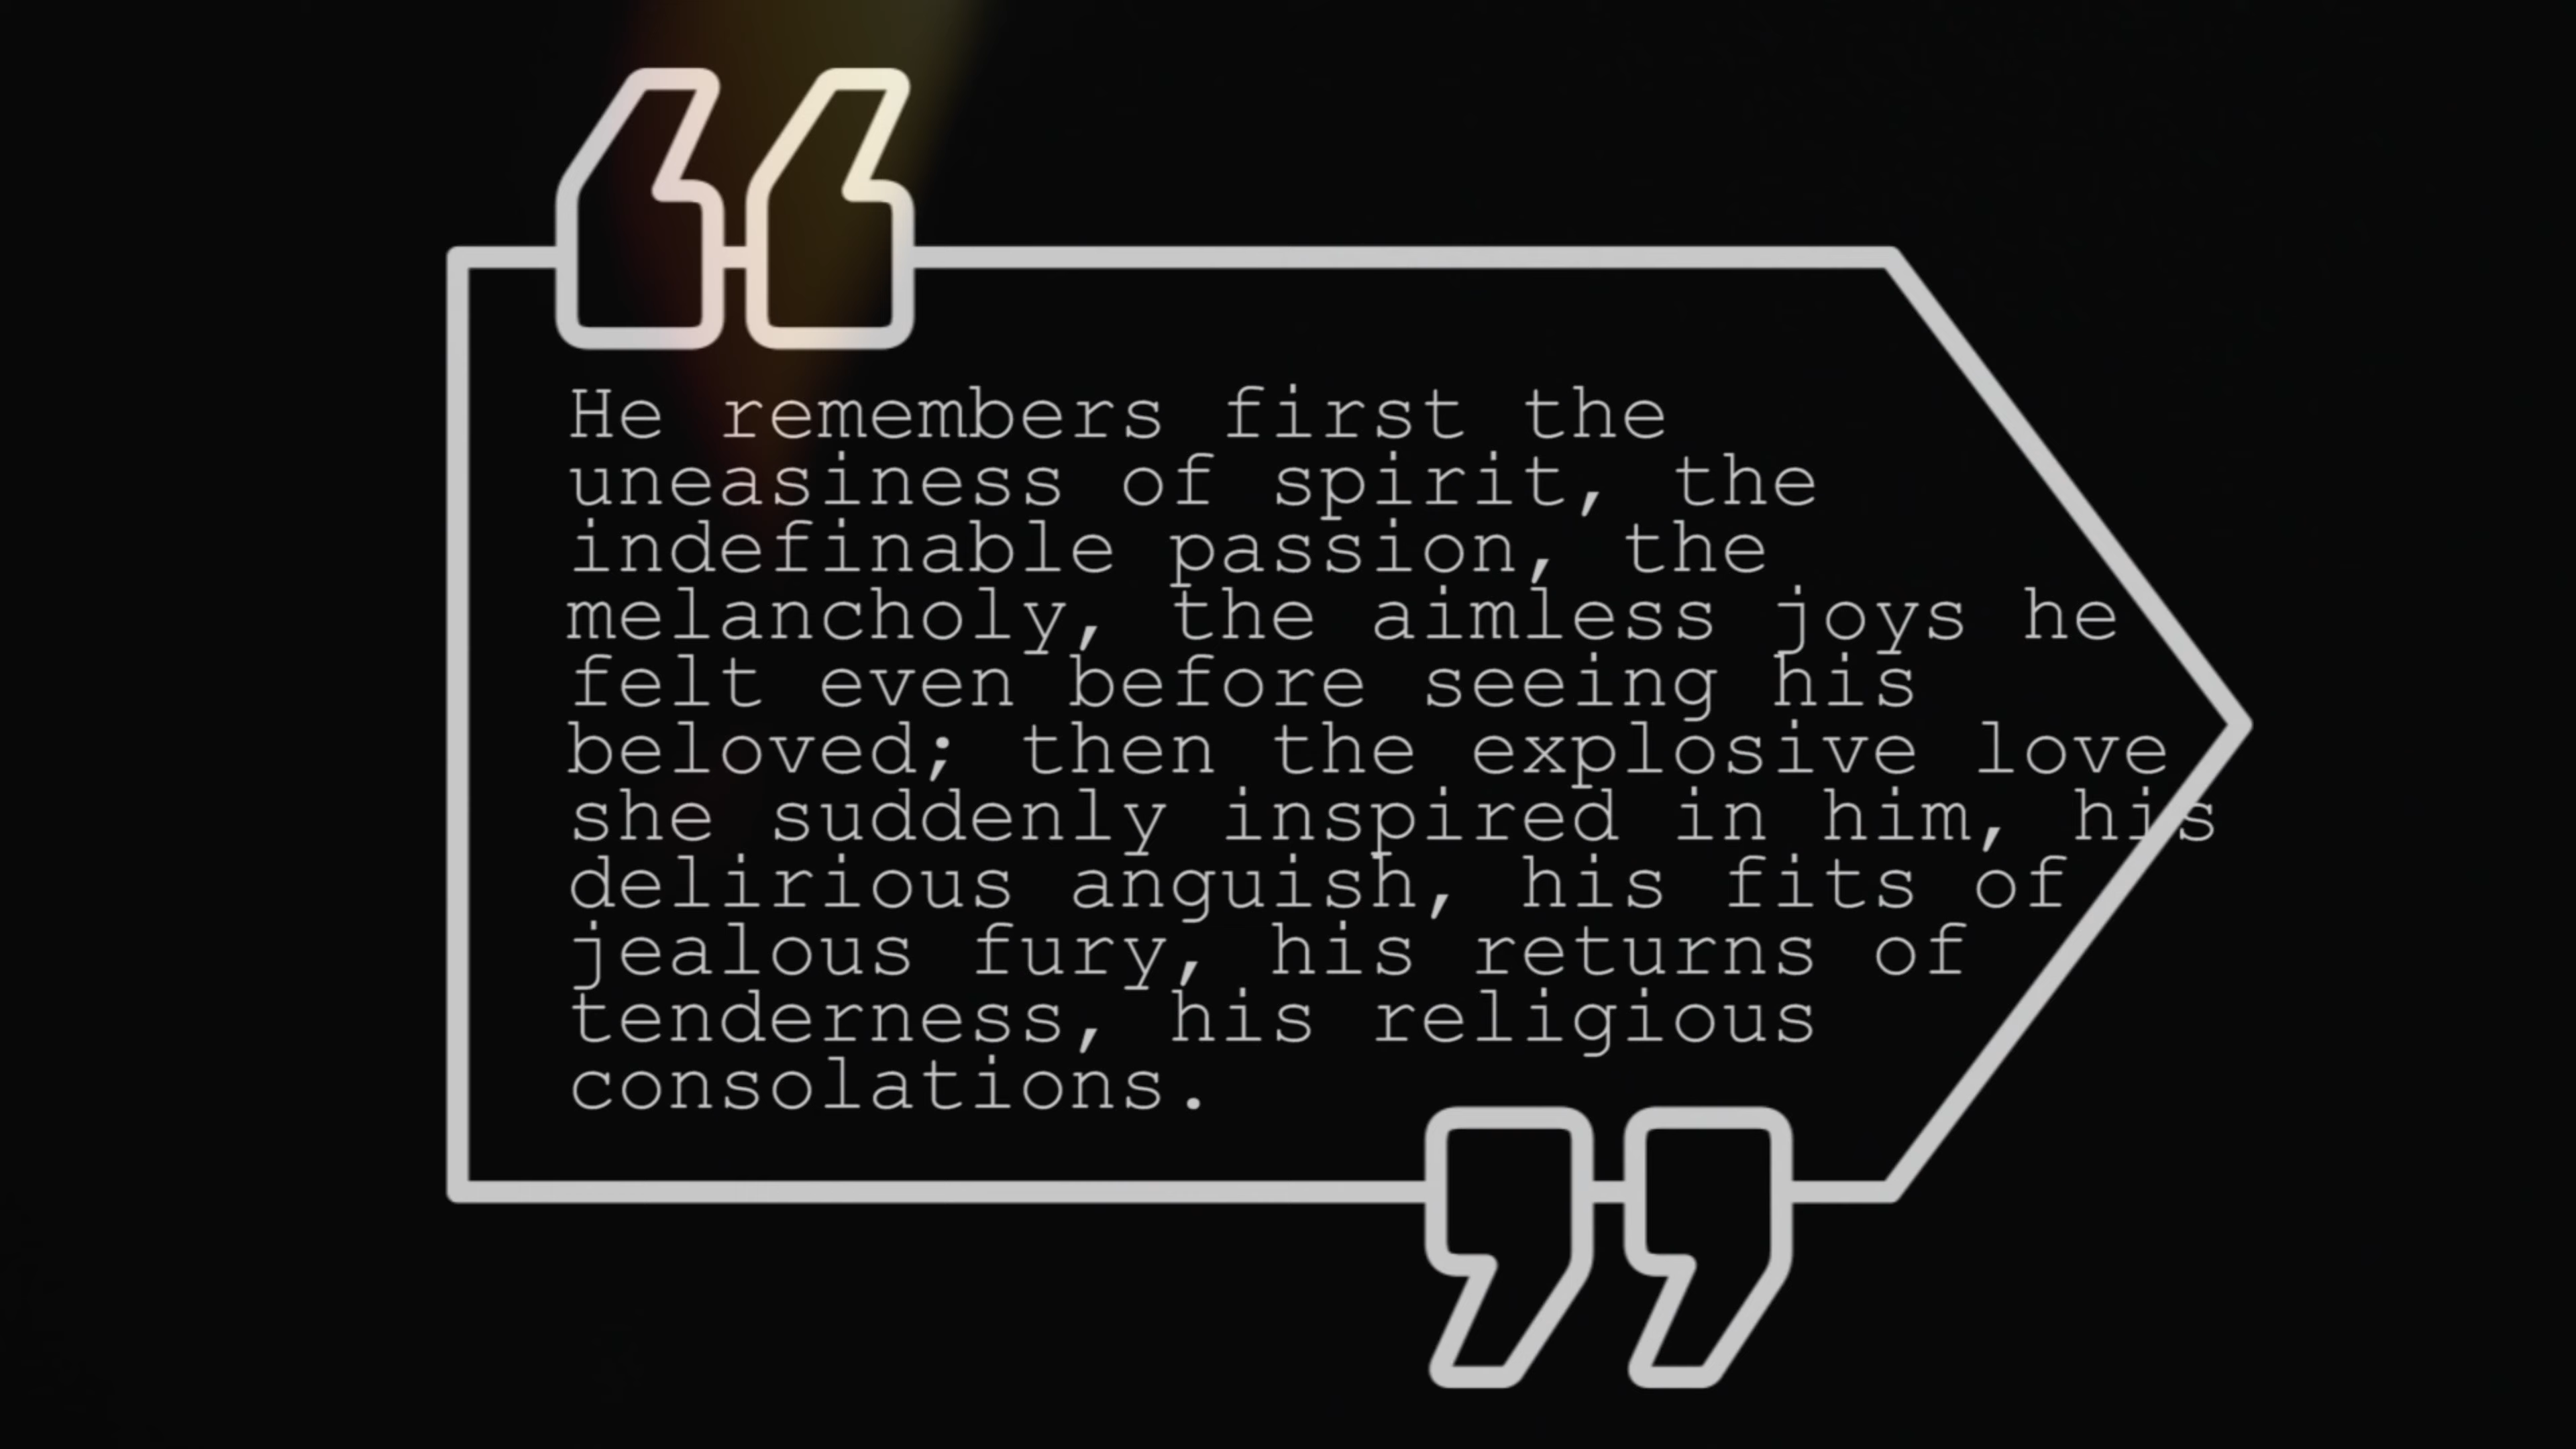 He remembers first the
uneasiness of spirit, the
indefinable passion, the
melancholy, the aimless joys he
felt even before seeing his
beloved; then the explosive love
she suddenly inspired in him, his
delirious anguish, his fits of
jealous fury, his returns of
tenderness, his religious
consolations.